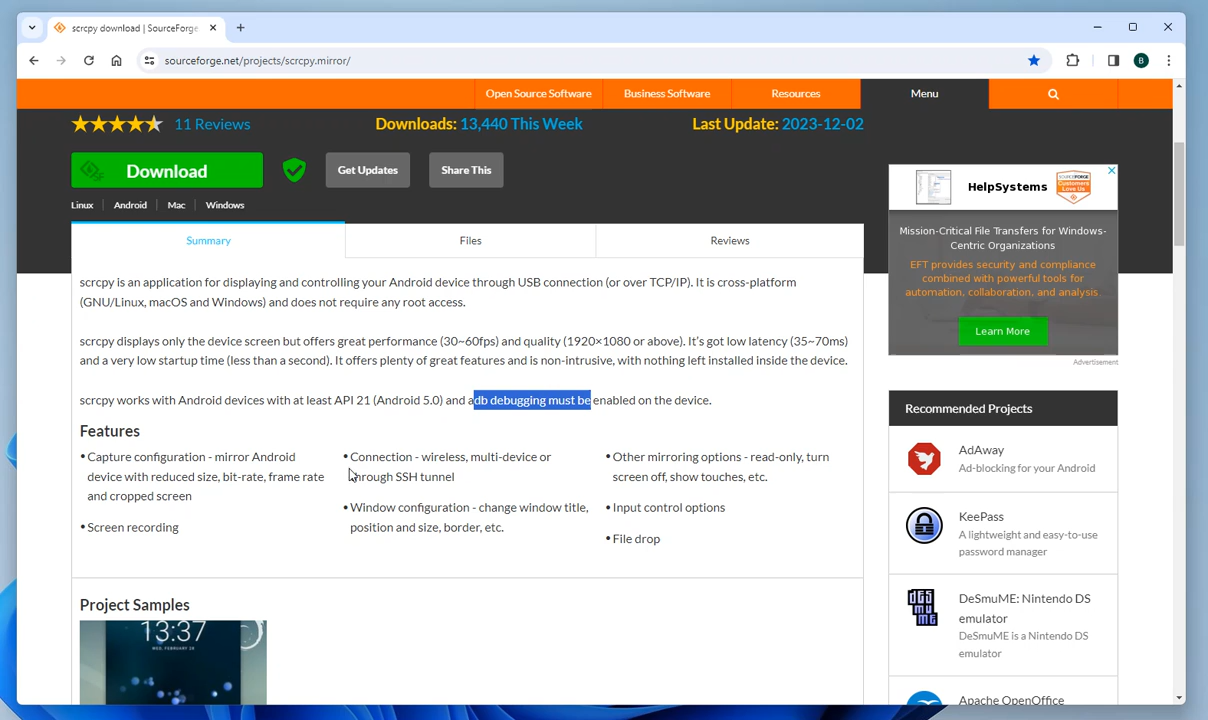 scrcpy download | SourceForge
sourceforge.net/projects/scrcpy.mirror/
B
Open Source Software
Business Software
Resources
Menu
11 Reviews
Downloads: 13,440 This Week
Last Update: 2023-12-02
Download
Get Updates
Share This
Linux
Android
Mac
Windows
Summary
Files
Reviews
scrcpy is an application for displaying and controlling your Android device through USB connection (or over TCP/IP). It is cross-platform
(GNU/Linux, macOS and Windows) and does not require any root access.
scrcpy displays only the device screen but offers great performance (30~60fps) and quality (1920×1080 or above). It's got low latency (35~70ms)
and a very low startup time (less than a second). It offers plenty of great features and is non-intrusive, with nothing left installed inside the device.
scrcpy works with Android devices with at least API 21 (Android 5.0) and adb debugging must be enabled on the device.
Features
• Capture configuration - mirror Android
device with reduced size, bit-rate, frame rate
and cropped screen
• Screen recording
• Connection - wireless, multi-device or
through SSH tunnel
• Window configuration - change window title,
position and size, border, etc.
• Other mirroring options - read-only, turn
screen off, show touches, etc.
• Input control options
• File drop
Project Samples
13:37
HelpSystems
SOURCEFORGE
Customers
Love Us
Mission-Critical File Transfers for Windows-
Centric Organizations
EFT provides security and compliance
combined with powerful tools for
automation, collaboration, and analysis
Learn More
Advertisement
Recommended Projects
AdAway
Ad-blocking for your Android
KeePass
A lightweight and easy-to-use
password manager
DeSmuME: Nintendo DS
emulator
DeSmuME is a Nintendo DS
emulator
Apache OpenOffice